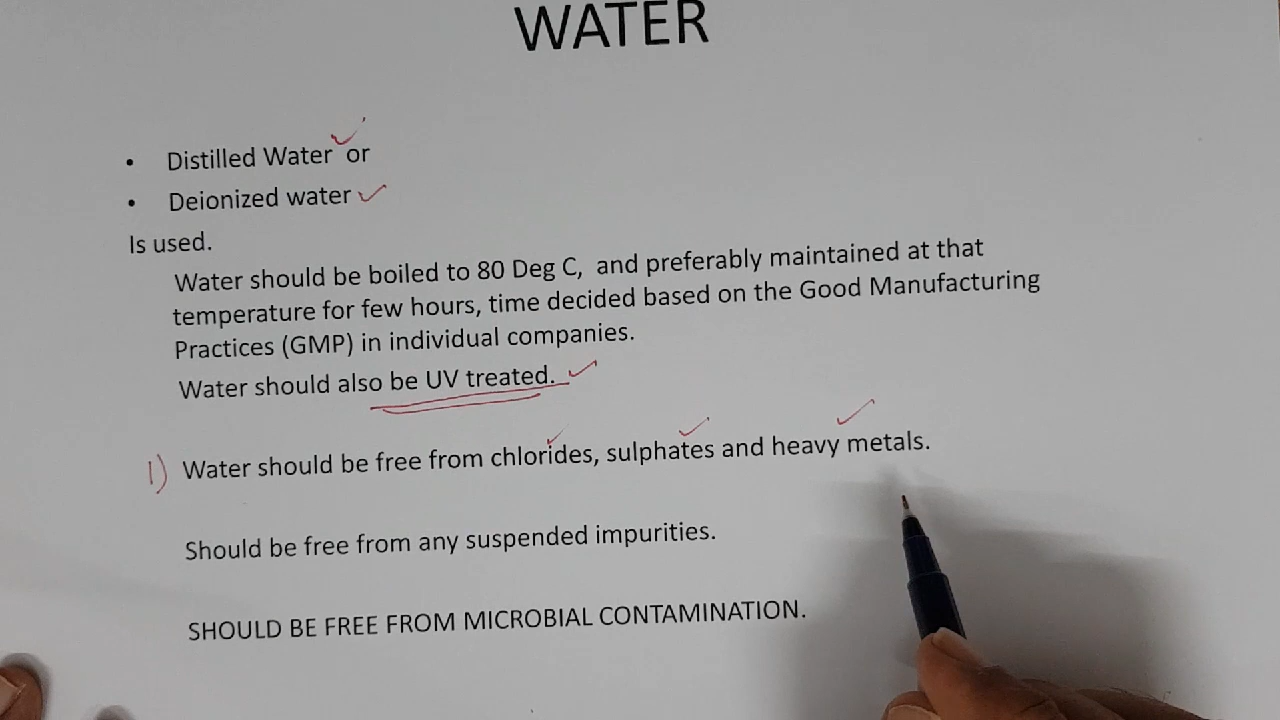 WATER
• Distilled Water or
• Deionized water
Is used.
Water should be boiled to 80 Deg C, and preferably maintained at that
temperature for few hours, time decided based on the Good Manufacturing
Practices (GMP) in individual companies.
Water should also be UV treated.
1) Water should be free from chlorides, sulphates and heavy metals.
Should be free from any suspended impurities.
SHOULD BE FREE FROM MICROBIAL CONTAMINATION.